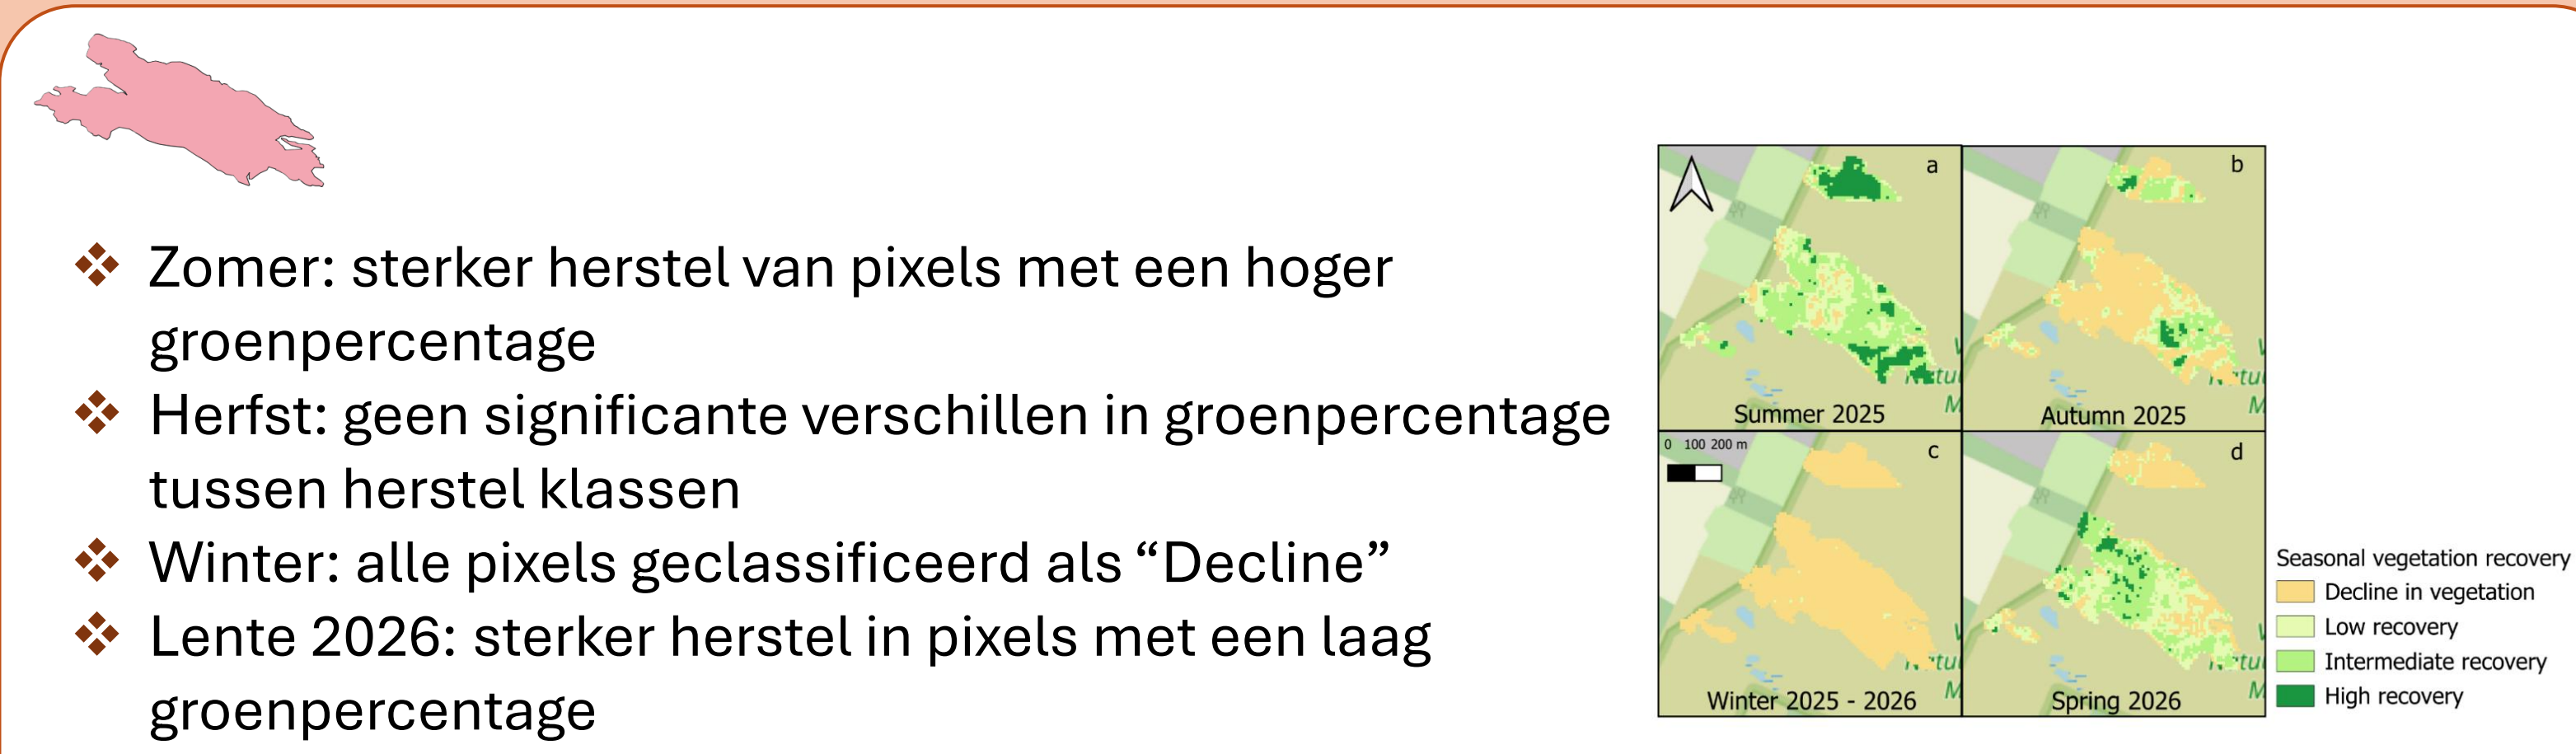 Zomer: sterker herstel van pixels met een hoger
groenpercentage
Herfst: geen significante verschillen in groenpercentage
tussen herstel klassen
Winter: alle pixels geclassificeerd als “Decline”
Lente 2026: sterker herstel in pixels met een laag
groenpercentage
a
Summer 2025
b
Autumn 2025
0 100 200 m
c
Winter 2025 - 2026
d
Spring 2026
Seasonal vegetation recovery
Decline in vegetation
Low recovery
Intermediate recovery
High recovery